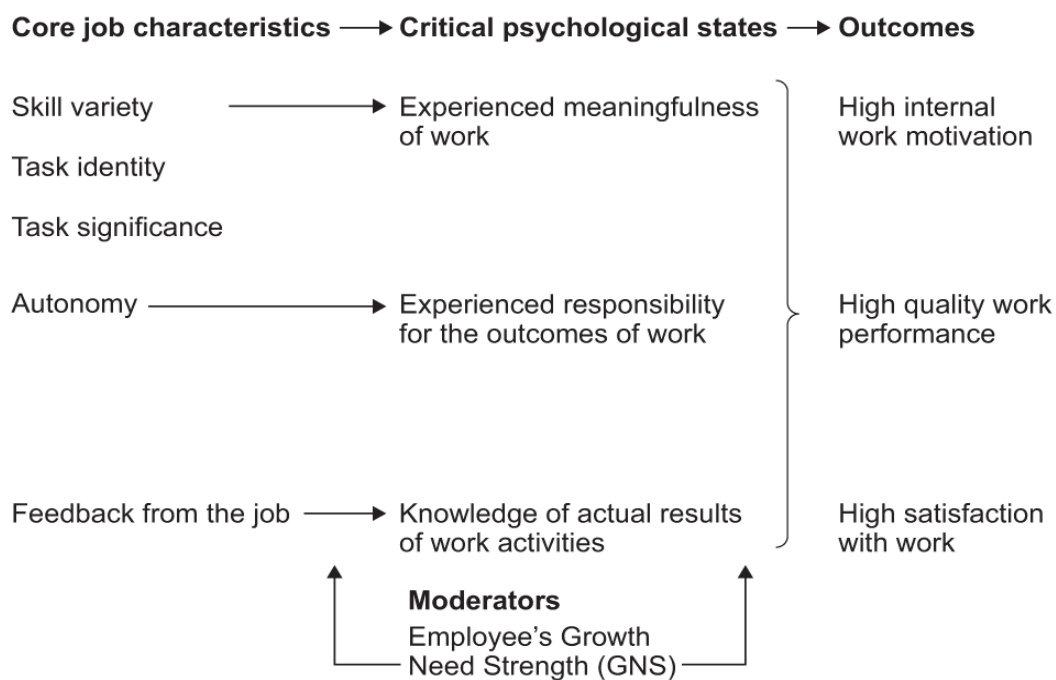 Core job characteristics → Critical psychological states → Outcomes
Skill variety
Experienced meaningfulness
of work
High internal
work motivation
Task identity
Task significance
Autonomy
Experienced responsibility
for the outcomes of work
High quality work
performance
Feedback from the job
Knowledge of actual results
of work activities
High satisfaction
with work
Moderators
Employee’s Growth
Need Strength (GNS)